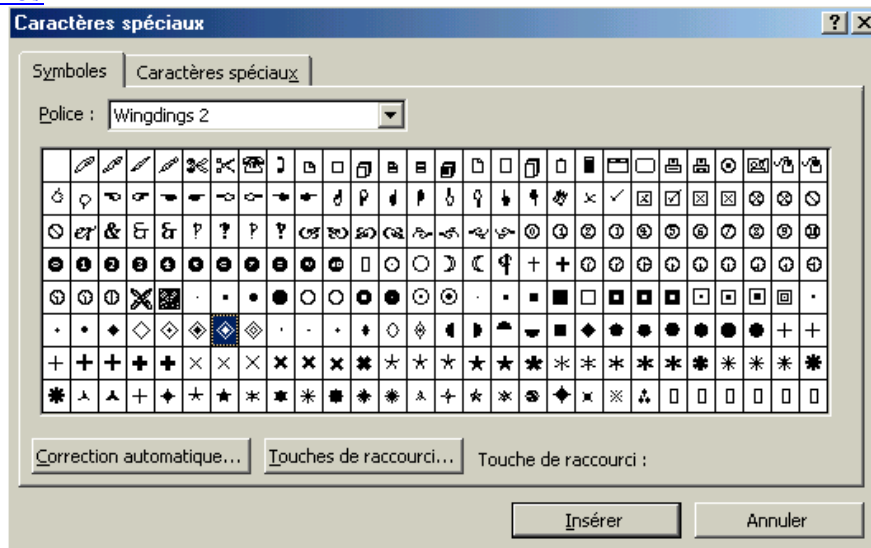 Caractères spéciaux
Symboles
Caractères spéciaux
Police :
Wingdings 2
Correction automatique...
Touches de raccourci...
Touche de raccourci :
Insérer
Annuler